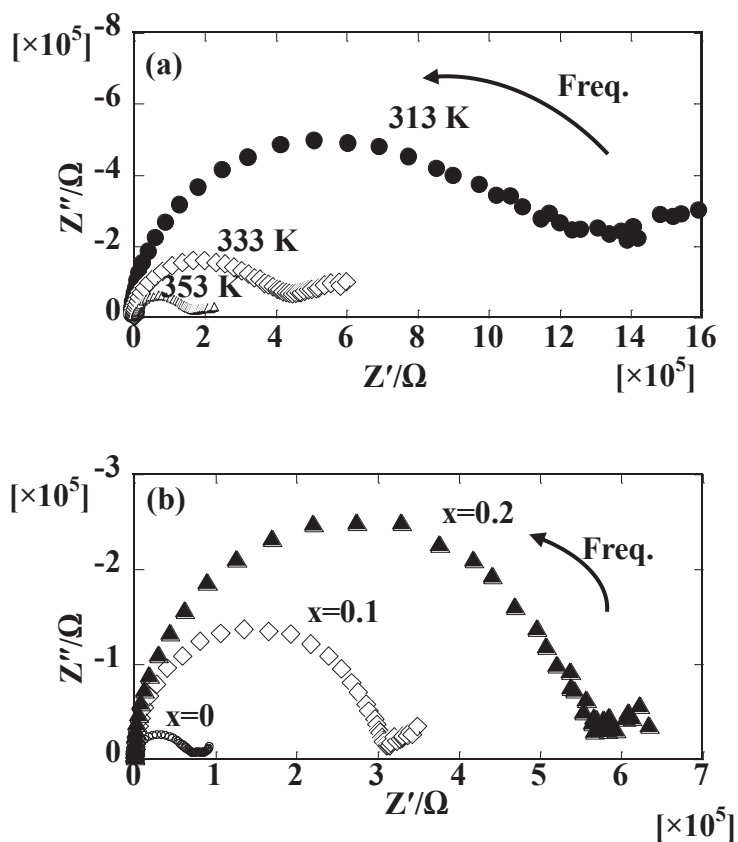 [×10⁵]
-8
(a)
Freq.
313 K
-6
Z″/Ω
-4
333 K
-2
353 K
0
0 2 4 6 8 10 12 14 16
Z′/Ω
[×10⁵]
-3
[×10⁵]
(b)
x=0.2
Freq.
-2
Z″/Ω
x=0.1
-1
x=0
0
0 1 2 3 4 5 6 7
Z′/Ω
[×10⁵]